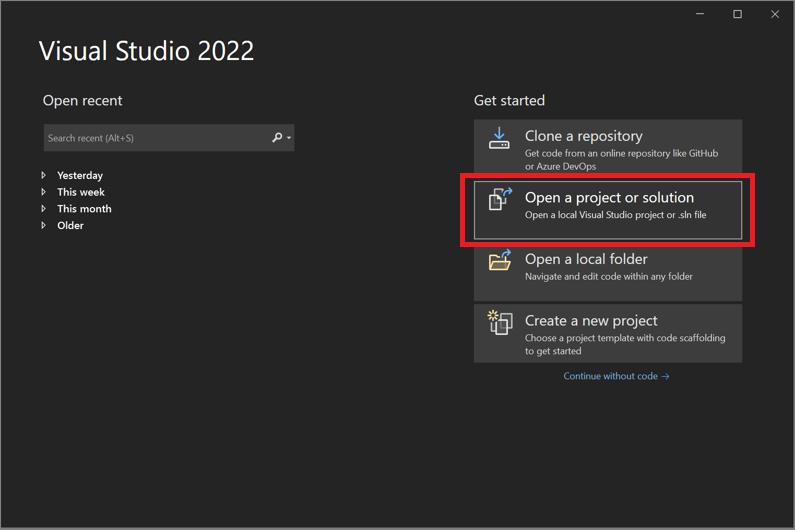 Visual Studio 2022
Open recent
Search recent (Alt+S)
Yesterday
This week
This month
Older
Get started
Clone a repository
Get code from an online repository like GitHub
or Azure DevOps
Open a project or solution
Open a local Visual Studio project or .sln file
Open a local folder
Navigate and edit code within any folder
Create a new project
Choose a project template with code scaffolding
to get started
Continue without code →